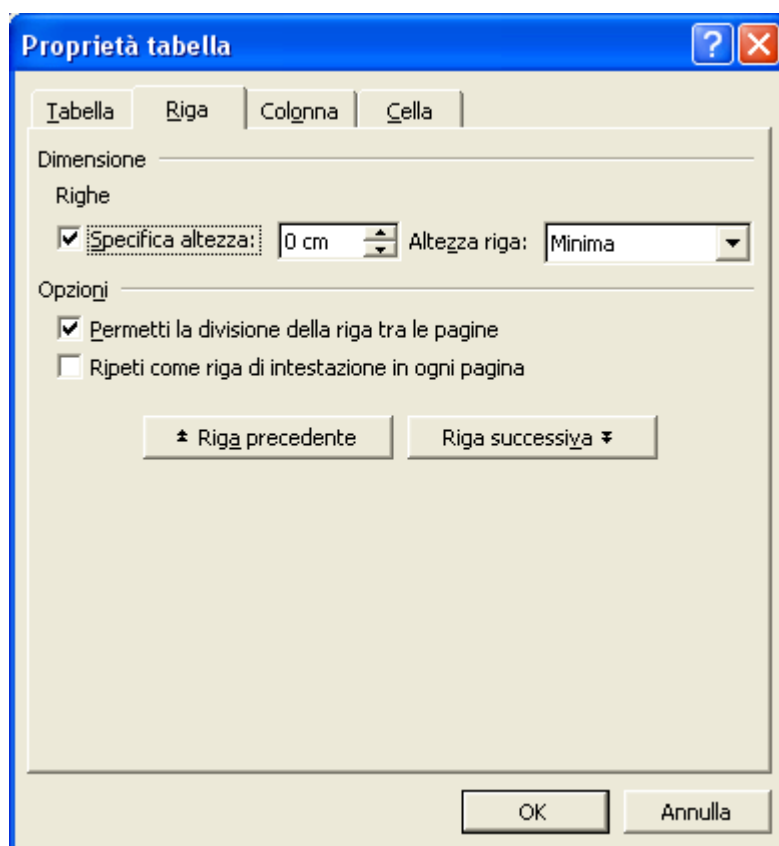 Proprietà tabella
Tabella Riga Colonna Cella
Dimensione
Righe
Specifica altezza: 0 cm Altezza riga: Minima
Opzioni
Permetti la divisione della riga tra le pagine
Ripeti come riga di intestazione in ogni pagina
Riga precedente Riga successiva
OK Annulla